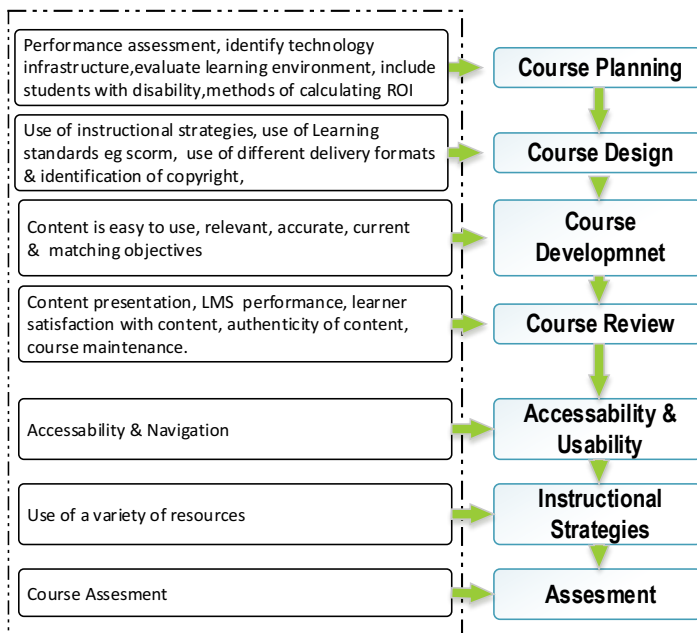 Performance assessment, identify technology
infrastructure,evaluate learning environment, include
students with disability,methods of calculating ROI
Course Planning
Use of instructional strategies, use of Learning
standards eg scorm, use of different delivery formats
& identification of copyright,
Course Design
Content is easy to use, relevant, accurate, current
& matching objectives
Course
Developmnet
Content presentation, LMS performance, learner
satisfaction with content, authenticity of content,
course maintenance.
Course Review
Accessability & Navigation
Accessability &
Usability
Use of a variety of resources
Instructional
Strategies
Course Assesment
Assesment